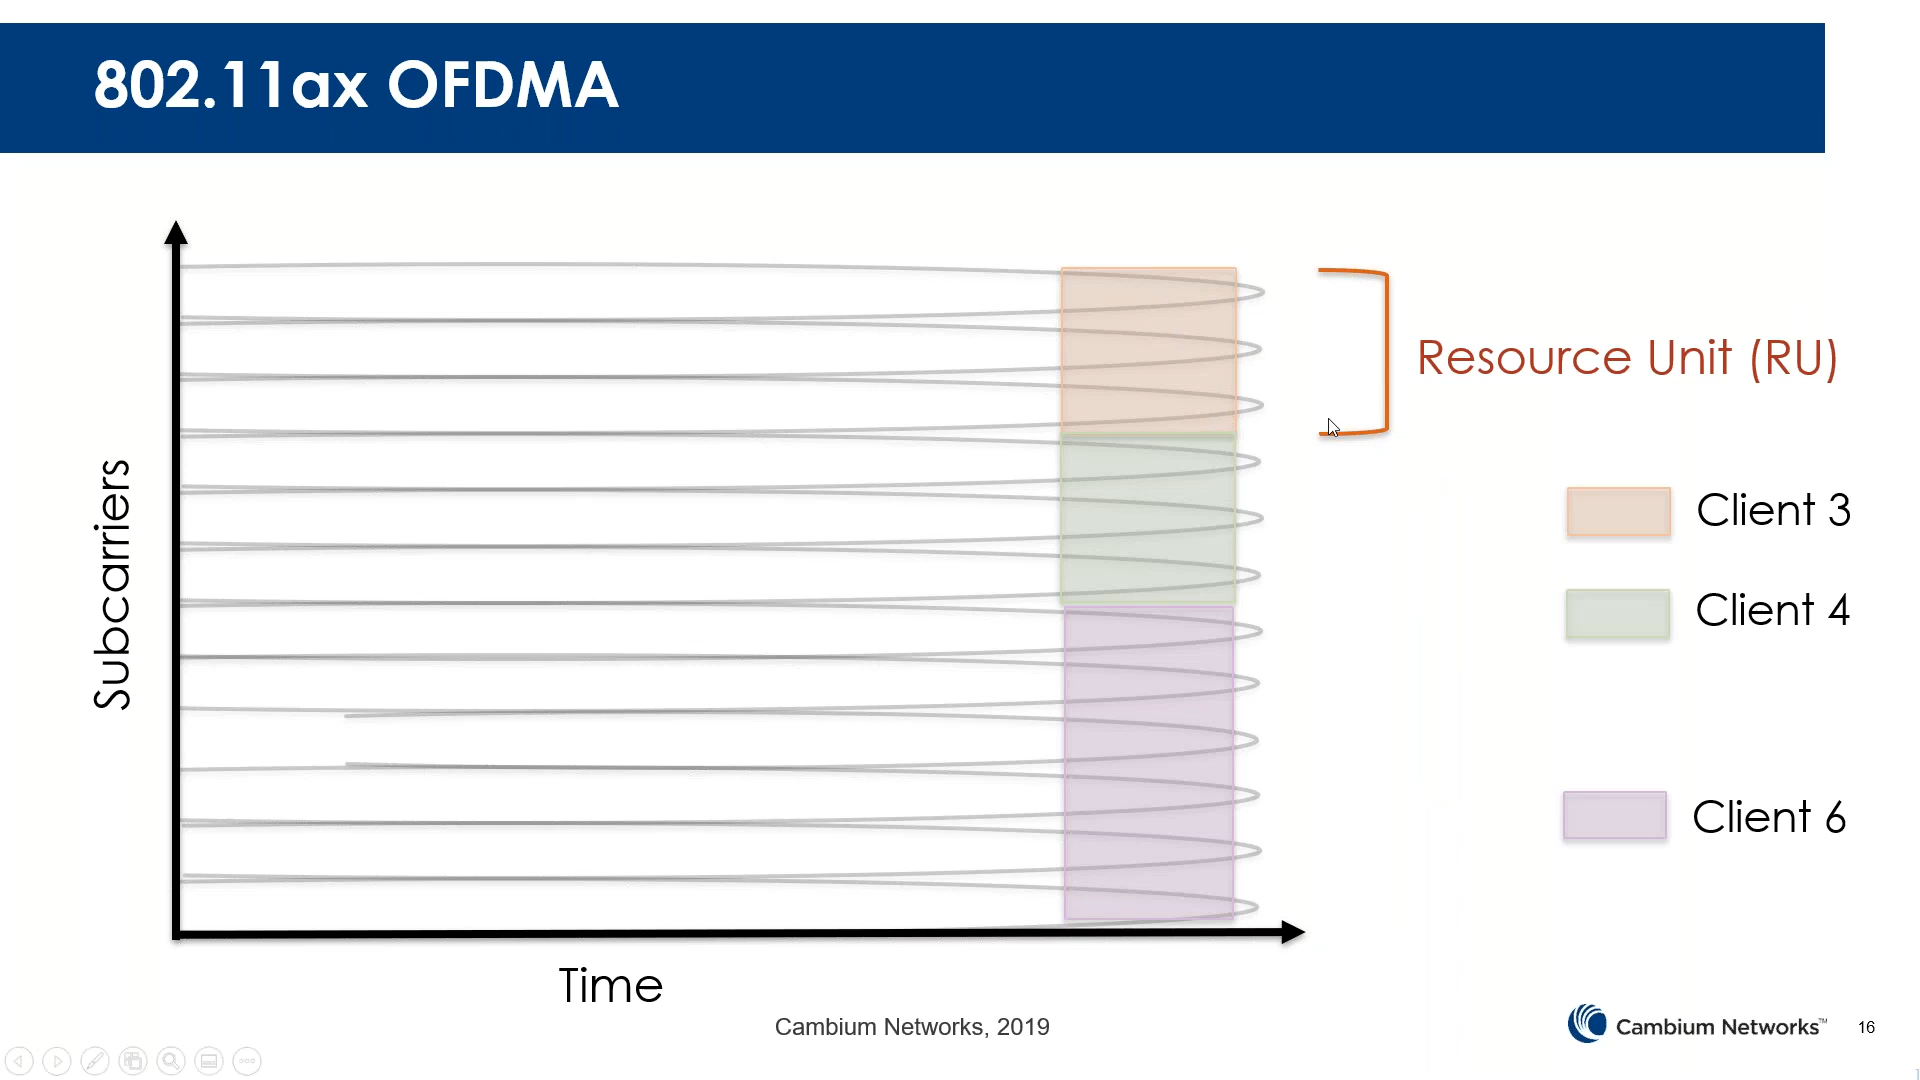 802.11ax OFDMA
Resource Unit (RU)
Subcarriers
Client 3
Client 4
Client 6
Time
Cambium Networks, 2019
Cambium Networks™
16